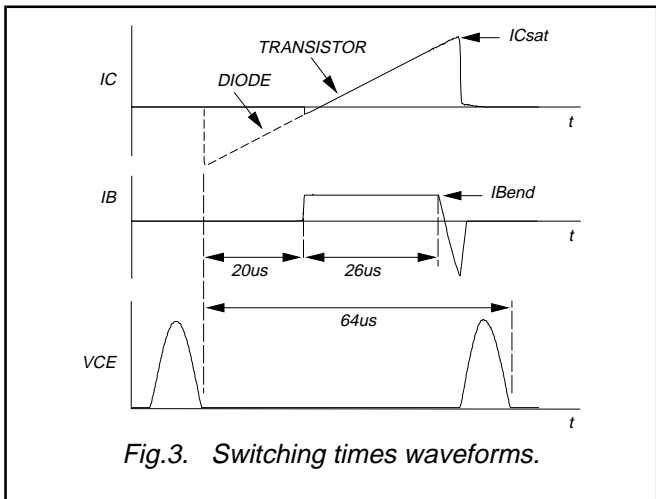 ICsat
TRANSISTOR
IC
DIODE
t
IB
IBend
t
20us
26us
64us
VCE
t
Fig.3. Switching times waveforms.